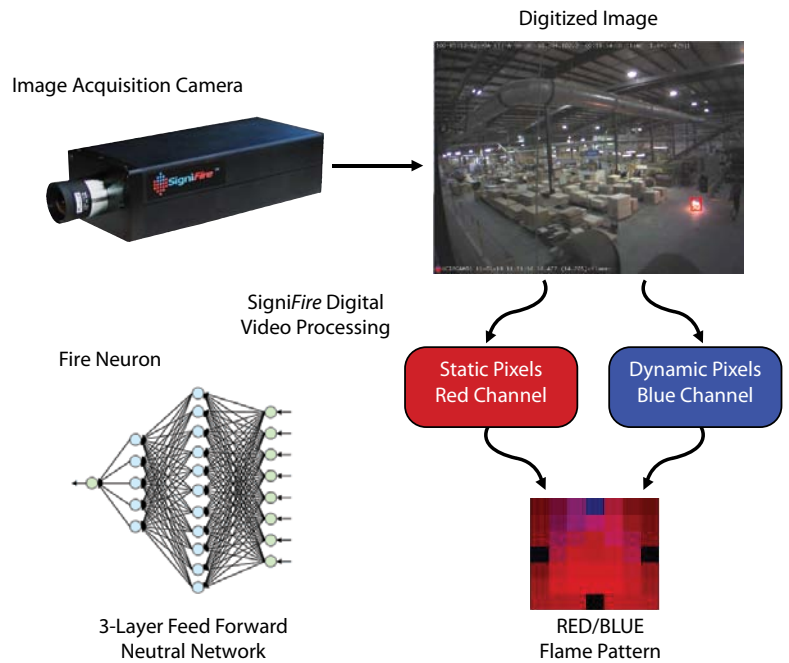 Digitized Image
Image Acquisition Camera
SigniFire
SigniFire Digital
Video Processing
Fire Neuron
Static Pixels
Red Channel
Dynamic Pixels
Blue Channel
3-Layer Feed Forward
Neutral Network
RED/BLUE
Flame Pattern